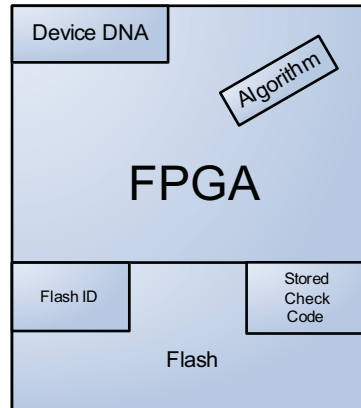 Device DNA
Algorithm
FPGA
Flash ID
Stored
Check
Code
Flash